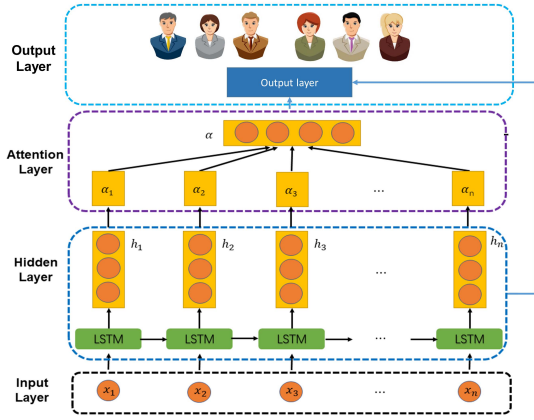 Output
Layer
Output layer
Attention
Layer
α
α₁ α₂ α₃ ... αₙ
Hidden
Layer
h₁ h₂ h₃ ... hₙ
LSTM LSTM LSTM ... LSTM
Input
Layer
x₁ x₂ x₃ ... xₙ